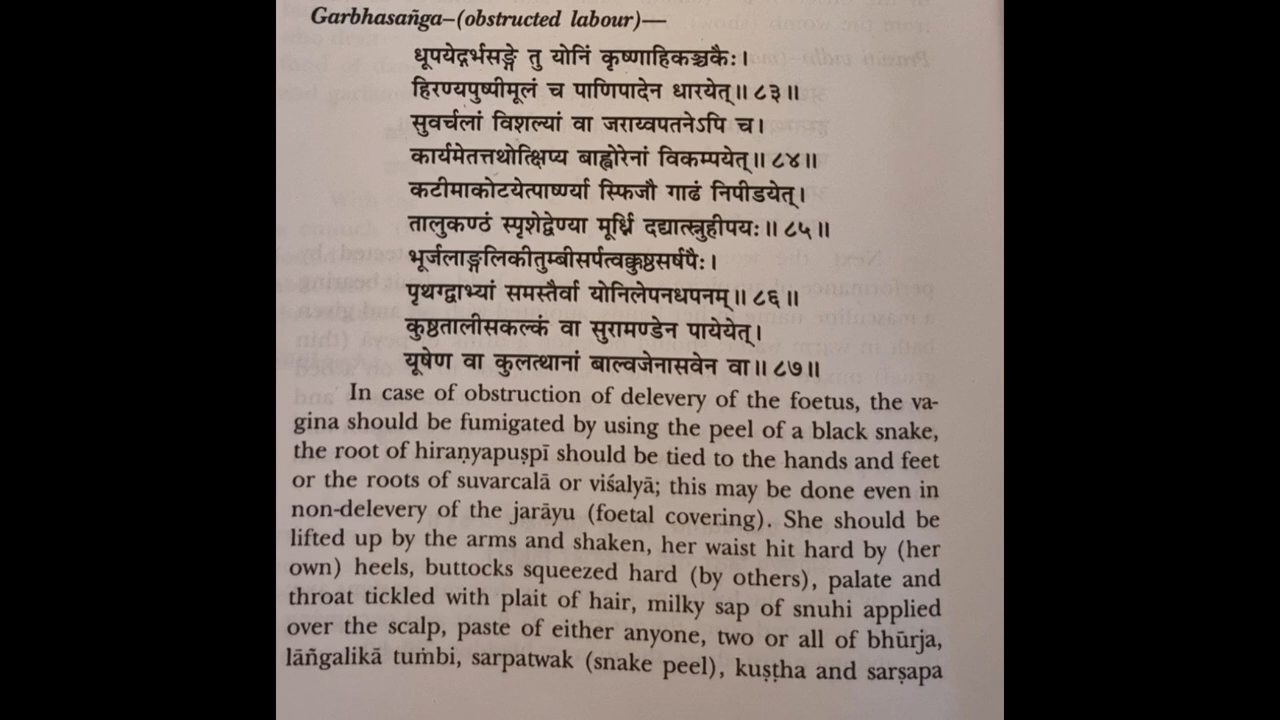 Garbhasañga–(obstructed labour)—
धूपयेद्गर्भसङ्गे तु योनिं कृष्णाहिकञ्चकैः।
हिरण्यपुष्पीमूलं च पाणिपादेन धारयेत्॥ ८३॥
सुवर्चलां विशल्यां वा जराय्वपतनेऽपि च।
कार्यमेतत्तथोत्क्षिप्य बाह्वोरेनां विकम्पयेत्॥ ८४॥
कटीमाकोटयेत्पार्ष्ण्या स्फिजौ गाढं निपीडयेत्।
तालुकण्ठं स्पृशेद्वेण्या मूर्ध्नि दद्यात्स्नुहीपयः॥ ८५॥
भूर्जलाङ्गलिकीतुम्बीसर्पत्वक्कुष्ठसर्षपैः।
पृथग्द्वाभ्यां समस्तैर्वा योनिलेपनधपनम्॥ ८६॥
कुष्ठतालीसकल्कं वा सुरामण्डेन पायेयेत्।
यूषेण वा कुलत्थानां बाल्वजेनासवेन वा॥ ८७॥
In case of obstruction of delevery of the foetus, the va-
gina should be fumigated by using the peel of a black snake,
the root of hiraṇyapuṣpī should be tied to the hands and feet
or the roots of suvarcalā or viśalyā; this may be done even in
non-delevery of the jarāyu (foetal covering). She should be
lifted up by the arms and shaken, her waist hit hard by (her
own) heels, buttocks squeezed hard (by others), palate and
throat tickled with plait of hair, milky sap of snuhi applied
over the scalp, paste of either anyone, two or all of bhūrja,
lāñgalikā tuṁbi, sarpatwak (snake peel), kuṣṭha and sarṣapa